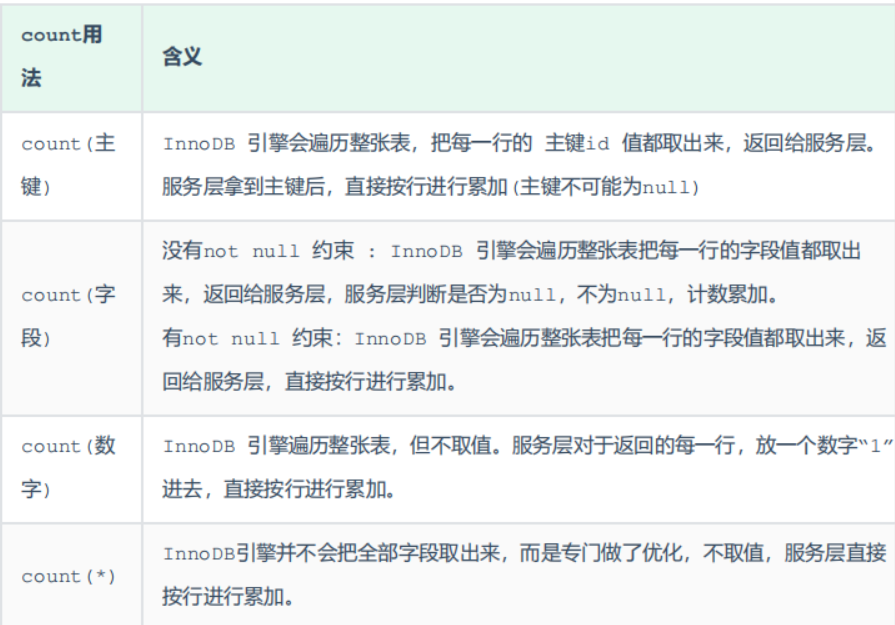 count用
法
含义
count(主
键)
InnoDB 引擎会遍历整张表，把每一行的 主键id 值都取出来，返回给服务层。
服务层拿到主键后，直接按行进行累加(主键不可能为null)
count(字
段)
没有not null 约束 : InnoDB 引擎会遍历整张表把每一行的字段值都取出
来，返回给服务层，服务层判断是否为null，不为null，计数累加。
有not null 约束：InnoDB 引擎会遍历整张表把每一行的字段值都取出来，返
回给服务层，直接按行进行累加。
count(数
字)
InnoDB 引擎遍历整张表，但不取值。服务层对于返回的每一行，放一个数字“1”
进去，直接按行进行累加。
count(*)
InnoDB引擎并不会把全部字段取出来，而是专门做了优化，不取值，服务层直接
按行进行累加。